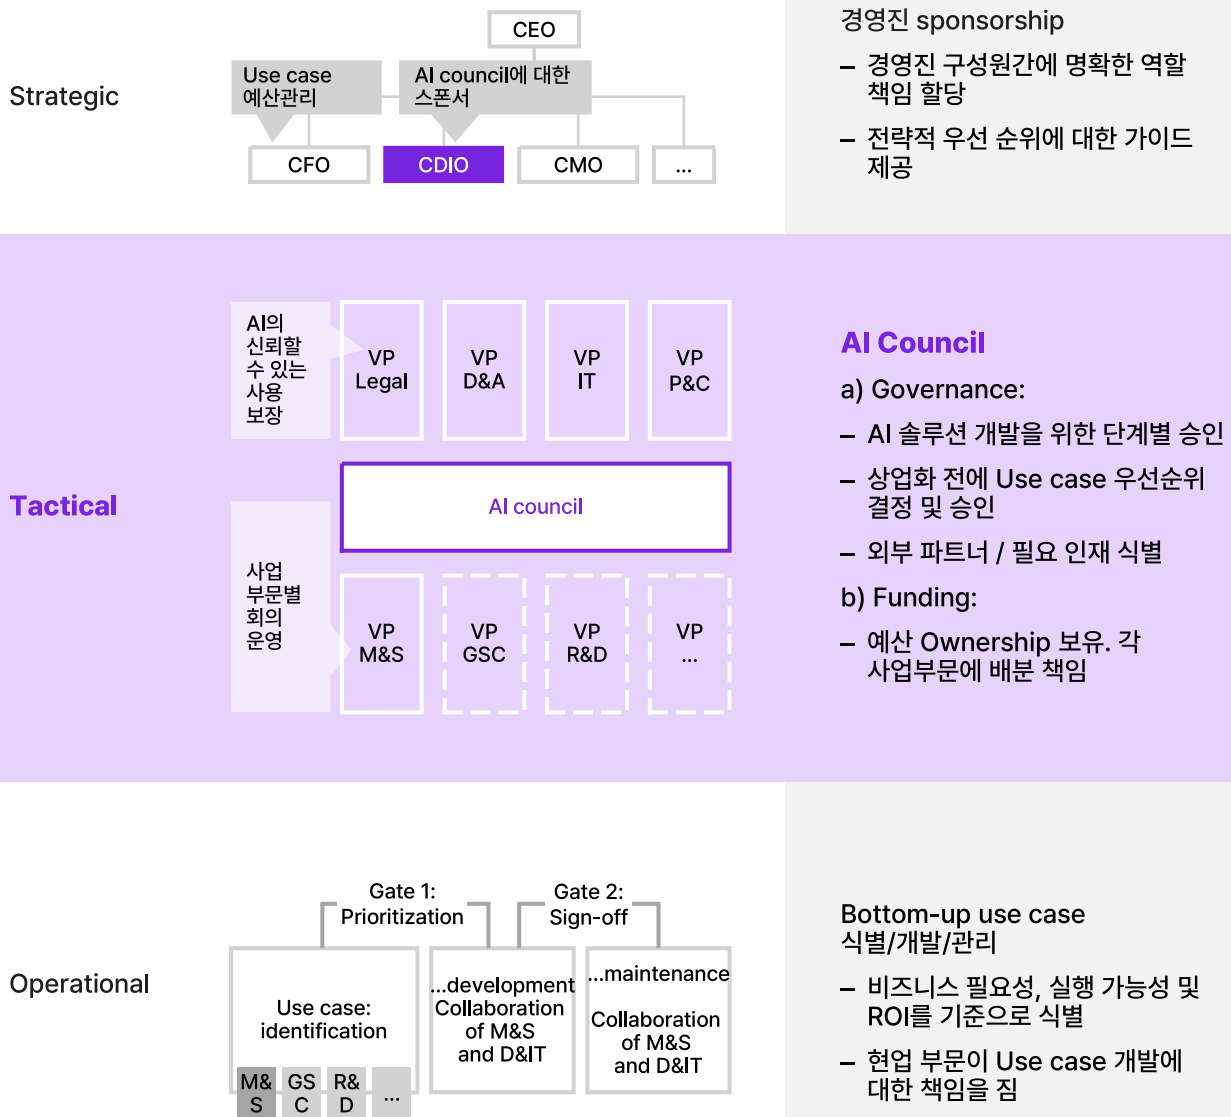 Strategic
CEO
Use case
예산관리
AI council에 대한
스폰서
CFO
CDIO
CMO
...
경영진 sponsorship
– 경영진 구성원간에 명확한 역할
책임 할당
– 전략적 우선 순위에 대한 가이드
제공
Tactical
AI의
신뢰할
수 있는
사용
보장
VP
Legal
VP
D&A
VP
IT
VP
P&C
AI council
사업
부문별
회의
운영
VP
M&S
VP
GSC
VP
R&D
VP
...
AI Council
a) Governance:
– AI 솔루션 개발을 위한 단계별 승인
– 상업화 전에 Use case 우선순위
결정 및 승인
– 외부 파트너 / 필요 인재 식별
b) Funding:
– 예산 Ownership 보유. 각
사업부문에 배분 책임
Operational
Gate 1:
Prioritization
Gate 2:
Sign-off
Use case:
identification
M&
S
GS
C
R&
D
...
...development
Collaboration
of M&S
and D&IT
...maintenance
Collaboration
of M&S
and D&IT
Bottom-up use case
식별/개발/관리
– 비즈니스 필요성, 실행 가능성 및
ROI를 기준으로 식별
– 현업 부문이 Use case 개발에
대한 책임을 짐